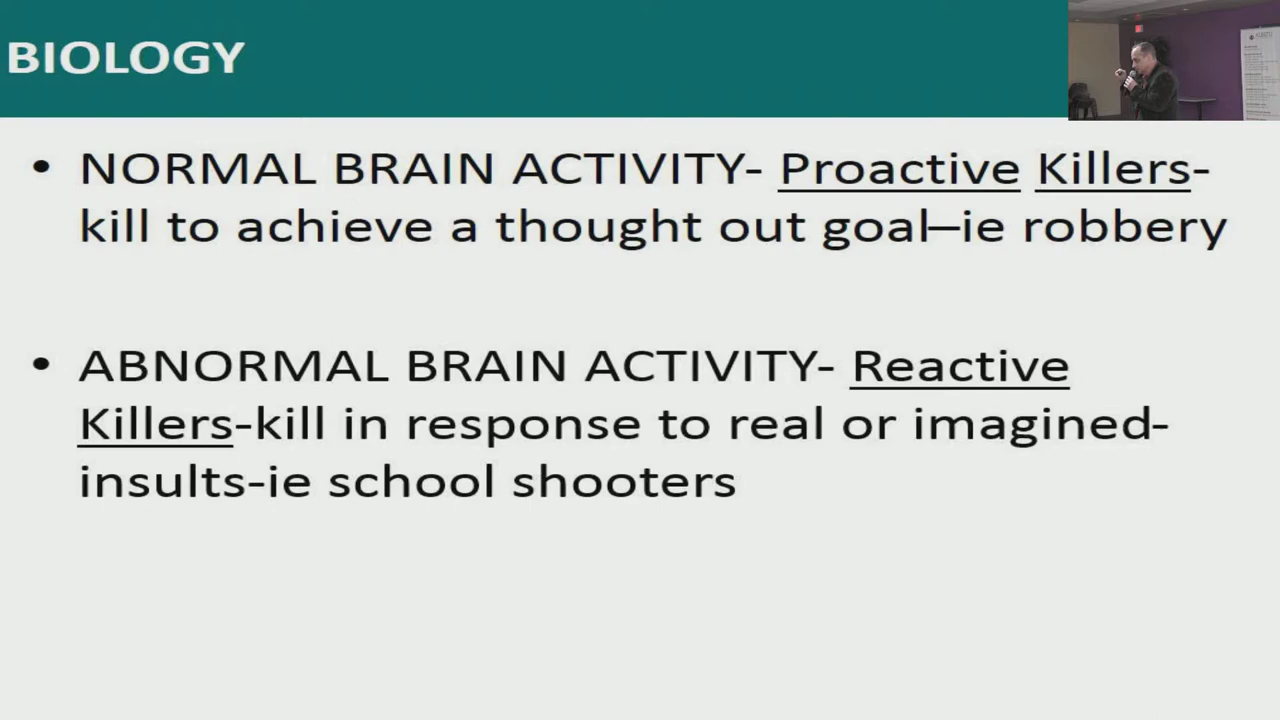 BIOLOGY
• NORMAL BRAIN ACTIVITY- Proactive Killers-
kill to achieve a thought out goal–ie robbery
• ABNORMAL BRAIN ACTIVITY- Reactive
Killers-kill in response to real or imagined-
insults-ie school shooters